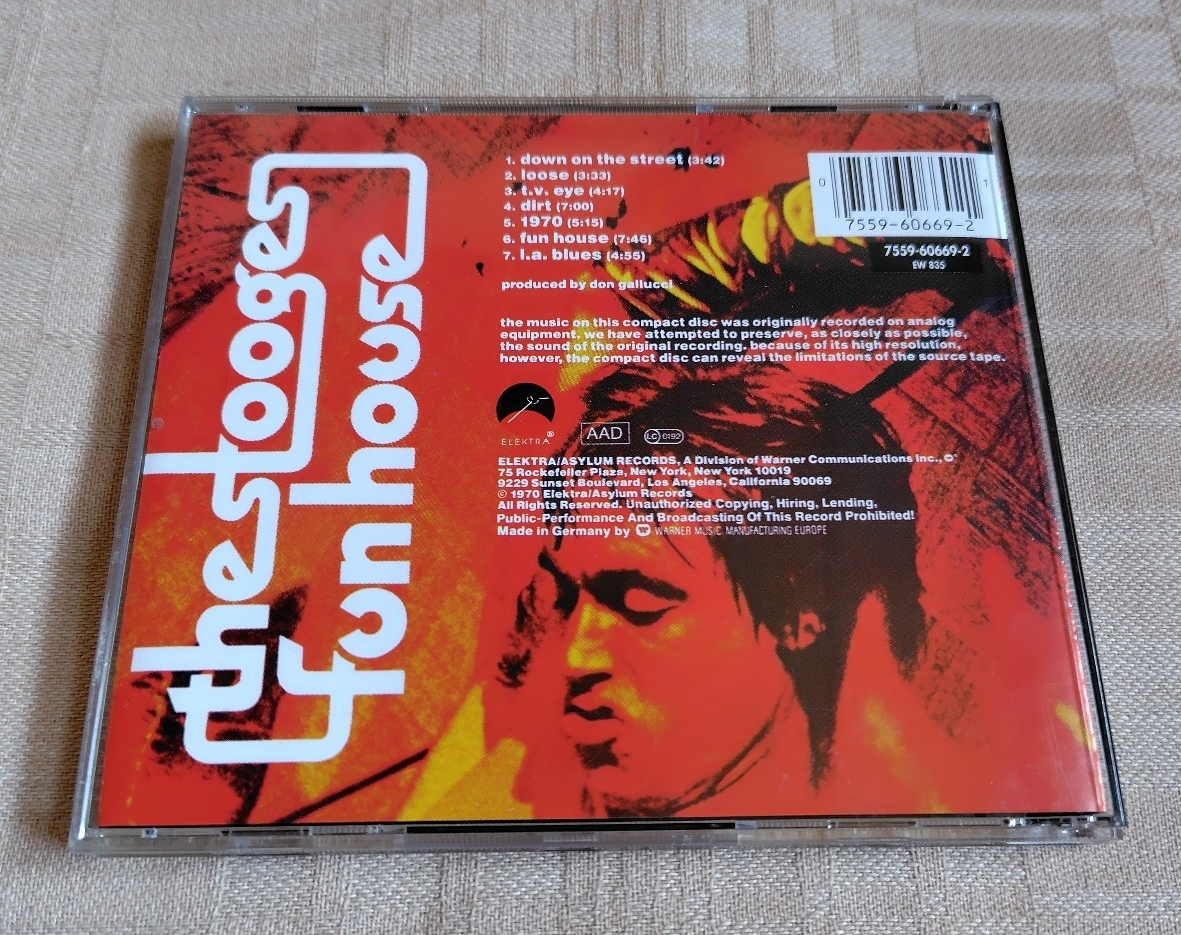 the stooges
fun house
1. down on the street (3:42)
2. loose (3:33)
3. t.v. eye (4:17)
4. dirt (7:00)
5. 1970 (5:15)
6. fun house (7:46)
7. l.a. blues (4:55)
produced by don gallucci
the music on this compact disc was originally recorded on analog
equipment. we have attempted to preserve, as closely as possible,
the sound of the original recording. because of its high resolution,
however, the compact disc can reveal the limitations of the source tape.
ELEKTRA®
AAD
LC 0192
ELEKTRA/ASYLUM RECORDS, A Division of Warner Communications Inc.,
75 Rockefeller Plaza, New York, New York 10019
9229 Sunset Boulevard, Los Angeles, California 90069
© 1970 Elektra/Asylum Records
All Rights Reserved. Unauthorized Copying, Hiring, Lending,
Public-Performance And Broadcasting Of This Record Prohibited!
Made in Germany by WARNER MUSIC MANUFACTURING EUROPE
0 1
7559-60669-2
7559-60669-2
EW 835